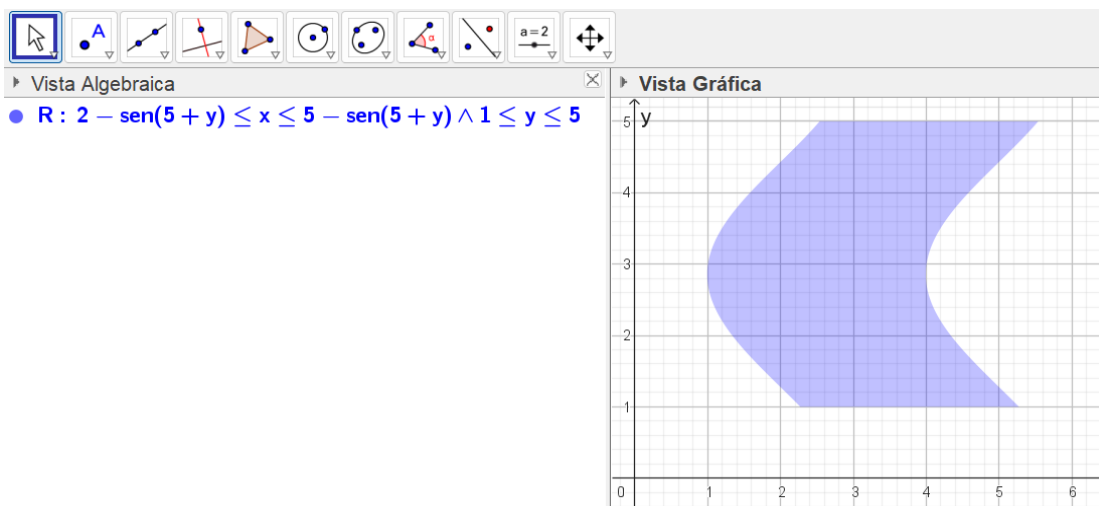 A
α
a = 2
Vista Algebraica
Vista Gráfica
R : 2 − sen(5 + y) ≤ x ≤ 5 − sen(5 + y) ∧ 1 ≤ y ≤ 5
5 y
4
3
2
1
0 1 2 3 4 5 6